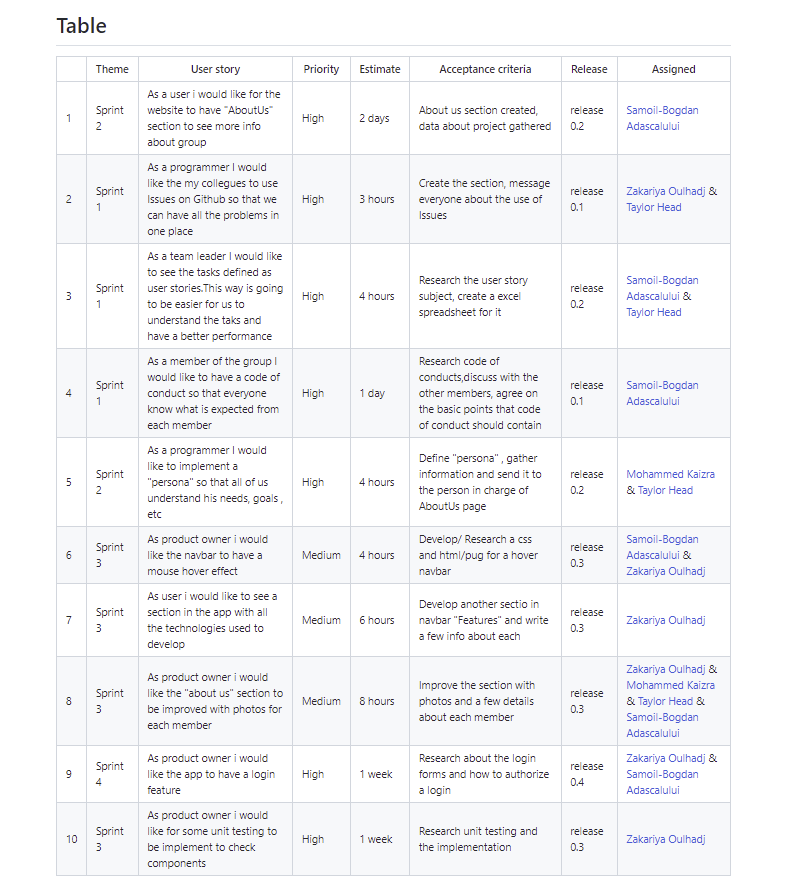 Table
Theme User story Priority Estimate Acceptance criteria Release Assigned
1
Sprint
2
As a user i would like for the
website to have "AboutUs"
section to see more info
about group
High
2 days
About us section created,
data about project gathered
release
0.2
Samoil-Bogdan
Adascalului
2
Sprint
1
As a programmer I would
like the my collegues to use
Issues on Github so that we
can have all the problems in
one place
High
3 hours
Create the section, message
everyone about the use of
Issues
release
0.1
Zakariya Oulhadj &
Taylor Head
3
Sprint
1
As a team leader I would like
to see the tasks defined as
user stories.This way is going
to be easier for us to
understand the taks and
have a better performance
High
4 hours
Research the user story
subject, create a excel
spreadsheet for it
release
0.2
Samoil-Bogdan
Adascalului &
Taylor Head
4
Sprint
1
As a member of the group I
would like to have a code of
conduct so that everyone
know what is expected from
each member
High
1 day
Research code of
conducts,discuss with the
other members, agree on
the basic points that code
of conduct should contain
release
0.1
Samoil-Bogdan
Adascalului
5
Sprint
2
As a programmer I would
like to implement a
"persona" so that all of us
understand his needs, goals ,
etc
High
4 hours
Define "persona" , gather
information and send it to
the person in charge of
AboutUs page
release
0.2
Mohammed Kaizra
& Taylor Head
6
Sprint
3
As product owner i would
like the navbar to have a
mouse hover effect
Medium
4 hours
Develop/ Research a css
and html/pug for a hover
navbar
release
0.3
Samoil-Bogdan
Adascalului &
Zakariya Oulhadj
7
Sprint
3
As user i would like to see a
section in the app with all
the technologies used to
develop
Medium
6 hours
Develop another sectio in
navbar "Features" and write
a few info about each
release
0.3
Zakariya Oulhadj
8
Sprint
3
As product owner i would
like the "about us" section to
be improved with photos for
each member
Medium
8 hours
Improve the section with
photos and a few details
about each member
release
0.3
Zakariya Oulhadj &
Mohammed Kaizra
& Taylor Head &
Samoil-Bogdan
Adascalului
9
Sprint
4
As product owner i would
like the app to have a login
feature
High
1 week
Research about the login
forms and how to authorize
a login
release
0.4
Zakariya Oulhadj &
Samoil-Bogdan
Adascalului
10
Sprint
3
As product owner i would
like for some unit testing to
be implement to check
components
High
1 week
Research unit testing and
the implementation
release
0.3
Zakariya Oulhadj